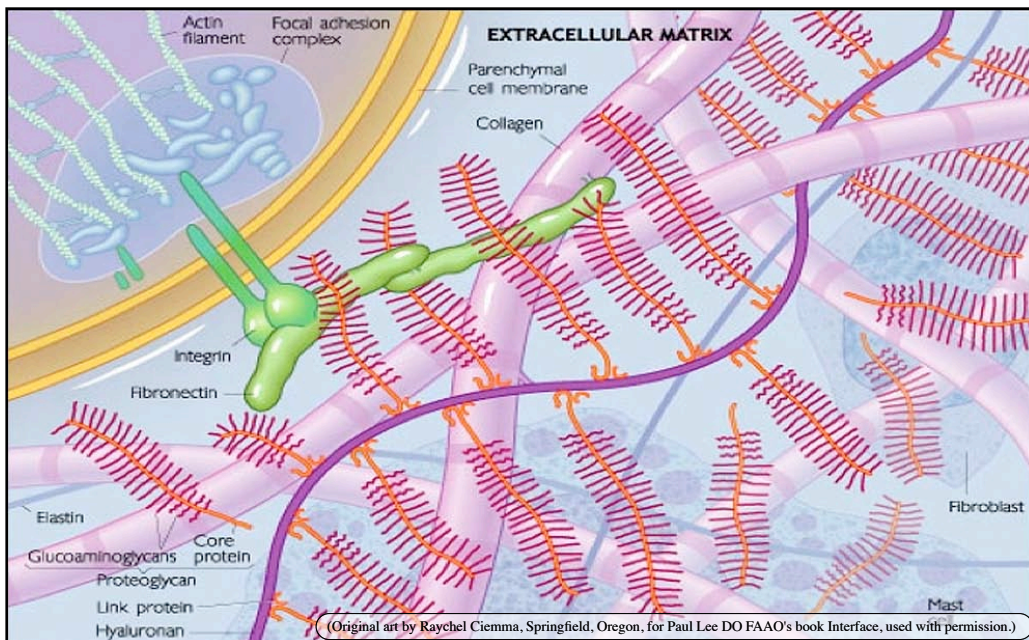 Actin
filament
Focal adhesion
complex
EXTRACELLULAR MATRIX
Parenchymal
cell membrane
Collagen
Integrin
Fibronectin
Elastin
Glucoaminoglycans
Core
protein
Proteoglycan
Link protein
Hyaluronan
Fibroblast
Mast
cell
(Original art by Raychel Ciemma, Springfield, Oregon, for Paul Lee DO FAAO's book Interface, used with permission.)